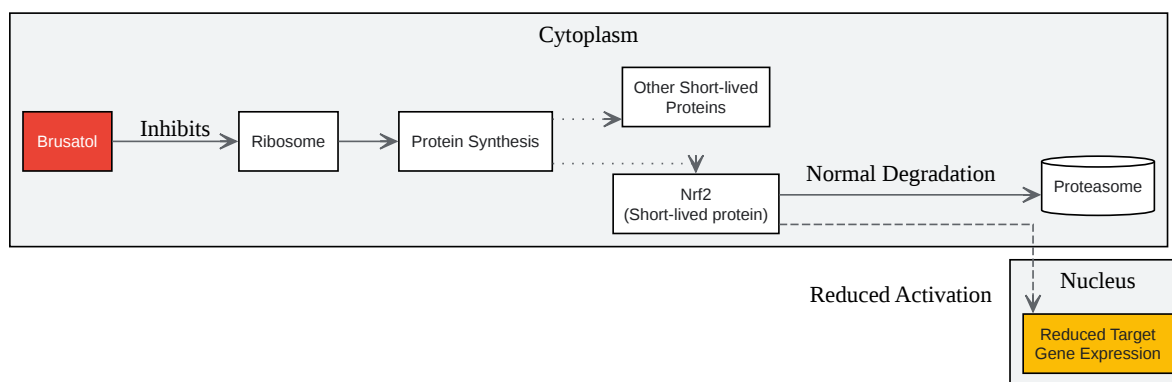 Cytoplasm
Other Short-lived
Proteins
Brusatol
Inhibits
Ribosome
Protein Synthesis
Nrf2
(Short-lived protein)
Normal Degradation
Proteasome
Reduced Activation
Nucleus
Reduced Target
Gene Expression